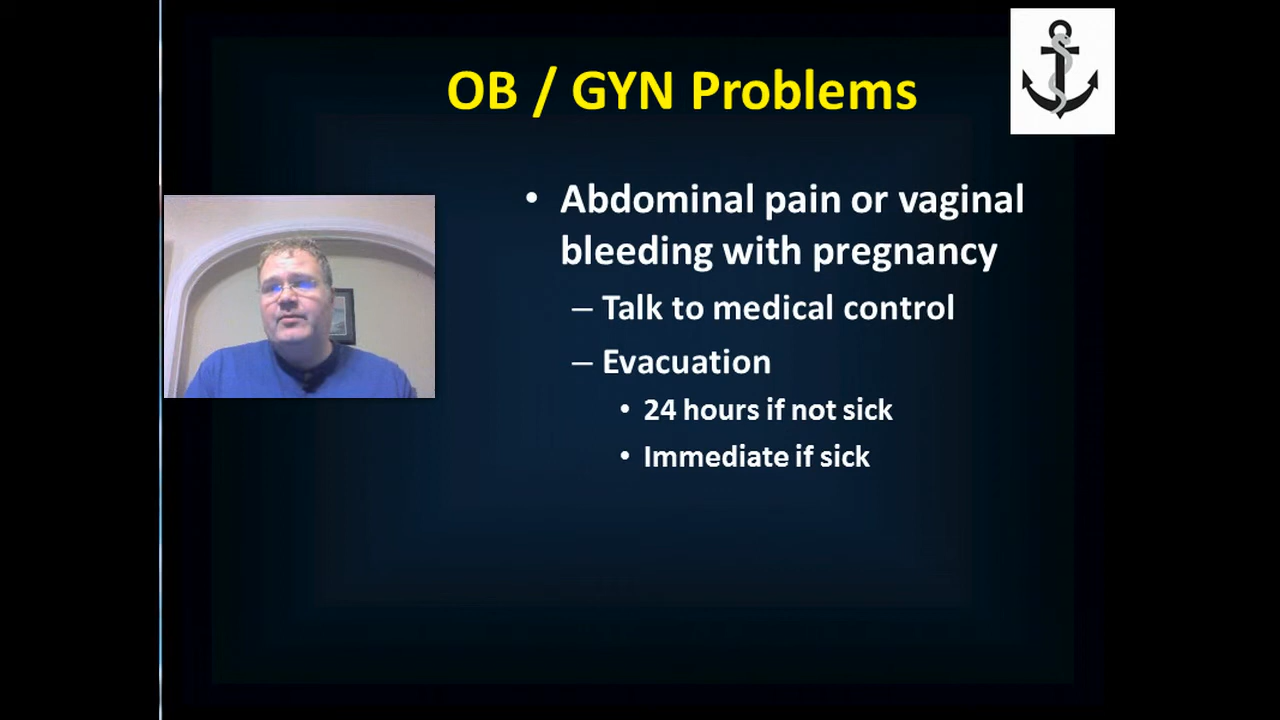 OB / GYN Problems
• Abdominal pain or vaginal
bleeding with pregnancy
– Talk to medical control
– Evacuation
• 24 hours if not sick
• Immediate if sick